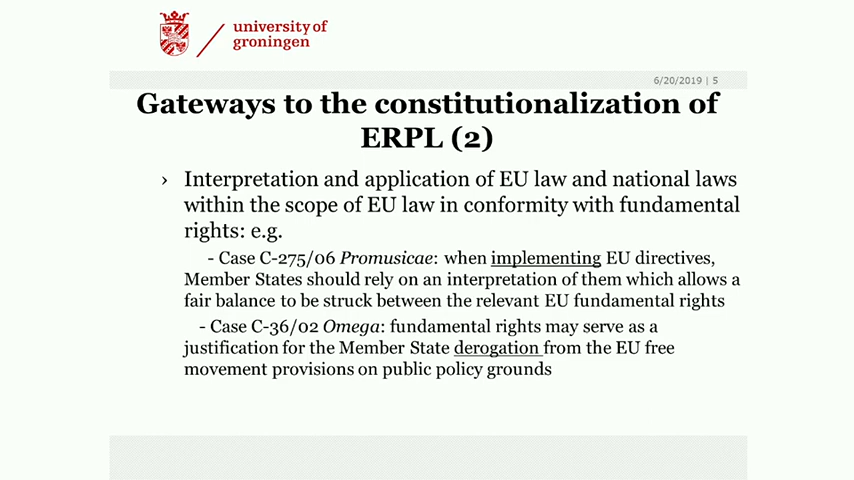 university of
groningen
6/20/2019 | 5
Gateways to the constitutionalization of
ERPL (2)
› Interpretation and application of EU law and national laws
within the scope of EU law in conformity with fundamental
rights: e.g.
- Case C-275/06 Promusicae: when implementing EU directives,
Member States should rely on an interpretation of them which allows a
fair balance to be struck between the relevant EU fundamental rights
- Case C-36/02 Omega: fundamental rights may serve as a
justification for the Member State derogation from the EU free
movement provisions on public policy grounds